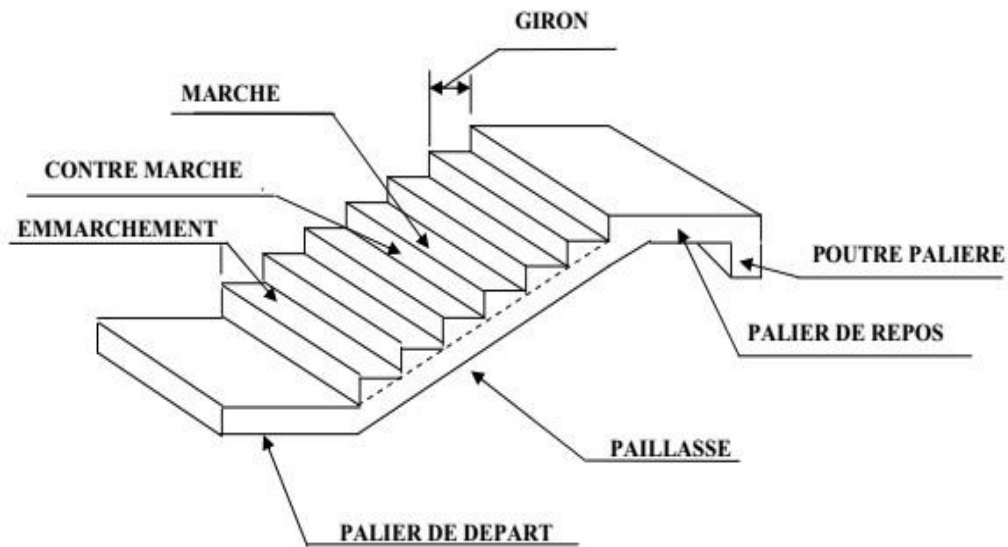 GIRON
MARCHE
CONTRE MARCHE
EMMARCHEMENT
POUTRE PALIERE
PALIER DE REPOS
PAILLASSE
PALIER DE DEPART